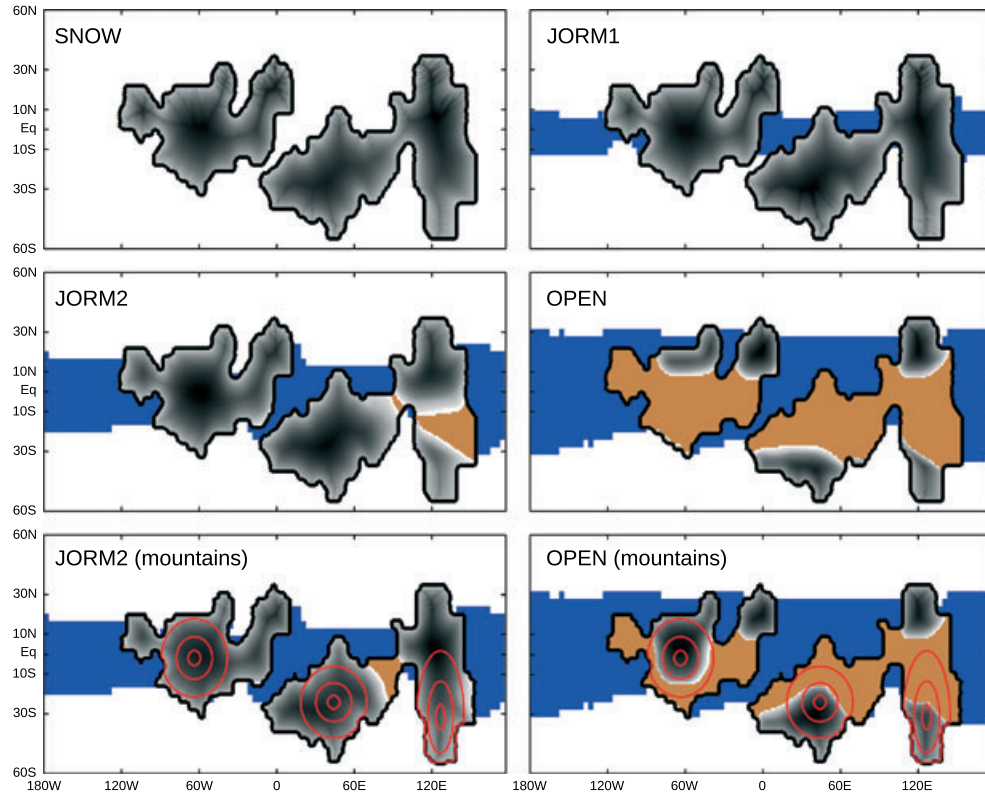 60N
SNOW
JORM1
30N
10N
Eq
10S
30S
60S
60N
JORM2
OPEN
30N
10N
Eq
10S
30S
60S
60N
JORM2 (mountains)
OPEN (mountains)
30N
10N
Eq
10S
30S
60S
180W 120W 60W 0 60E 120E 120W 60W 0 60E 120E